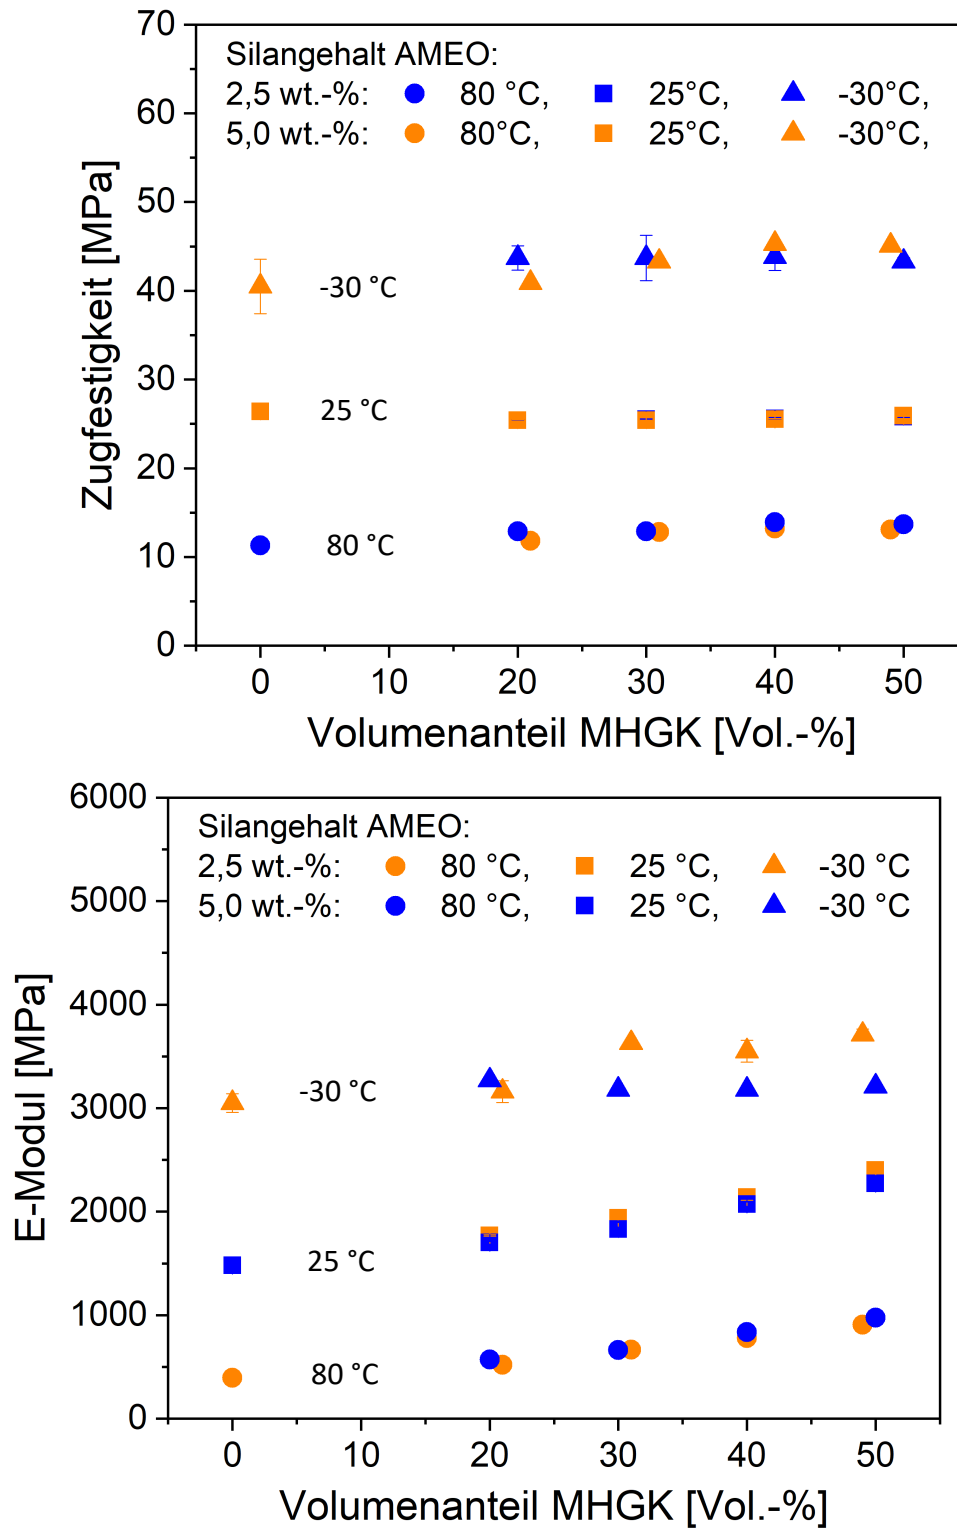 70
60
50
40
30
20
10
0
Zugfestigkeit [MPa]
Silangehalt AMEO:
2,5 wt.-%: 80 °C, 25°C, -30°C,
5,0 wt.-%: 80°C, 25°C, -30°C,
-30 °C
25 °C
80 °C
0 10 20 30 40 50
Volumenanteil MHGK [Vol.-%]
6000
5000
4000
3000
2000
1000
0
E-Modul [MPa]
Silangehalt AMEO:
2,5 wt.-%: 80 °C, 25 °C, -30 °C
5,0 wt.-%: 80 °C, 25 °C, -30 °C
-30 °C
25 °C
80 °C
0 10 20 30 40 50
Volumenanteil MHGK [Vol.-%]